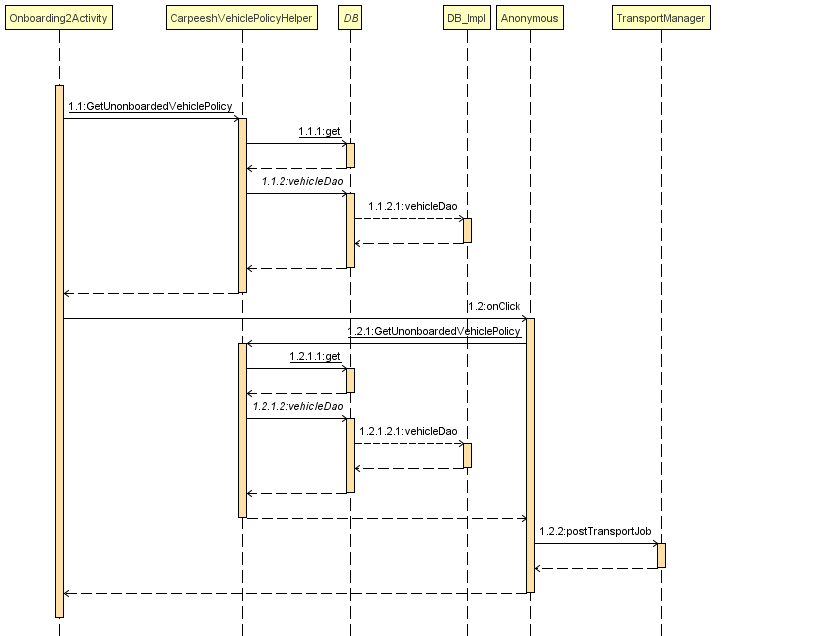 Onboarding2Activity
CarpeeshVehiclePolicyHelper
DB
DB_Impl
Anonymous
TransportManager
1.1:GetUnonboardedVehiclePolicy
1.1.1:get
1.1.2:vehicleDao
1.1.2.1:vehicleDao
1.2:onClick
1.2.1:GetUnonboardedVehiclePolicy
1.2.1.1:get
1.2.1.2:vehicleDao
1.2.1.2.1:vehicleDao
1.2.2:postTransportJob